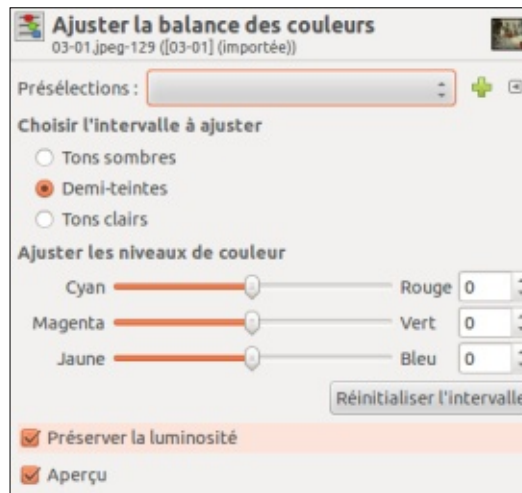 Ajuster la balance des couleurs
03-01.jpeg-129 ([03-01] (importée))
Présélections :
Choisir l'intervalle à ajuster
Tons sombres
Demi-teintes
Tons clairs
Ajuster les niveaux de couleur
Cyan Rouge 0
Magenta Vert 0
Jaune Bleu 0
Réinitialiser l'intervalle
Préserver la luminosité
Aperçu